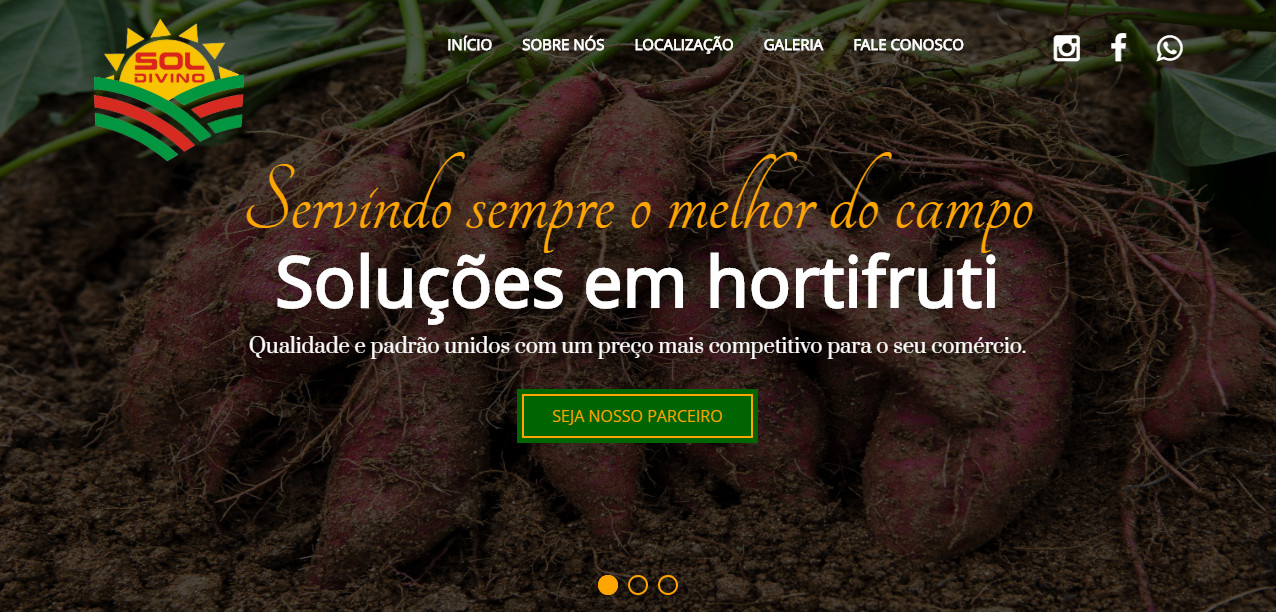 SOL
DIVINO
INÍCIO SOBRE NÓS LOCALIZAÇÃO GALERIA FALE CONOSCO
Servindo sempre o melhor do campo
Soluções em hortifruti
Qualidade e padrão unidos com um preço mais competitivo para o seu comércio.
SEJA NOSSO PARCEIRO